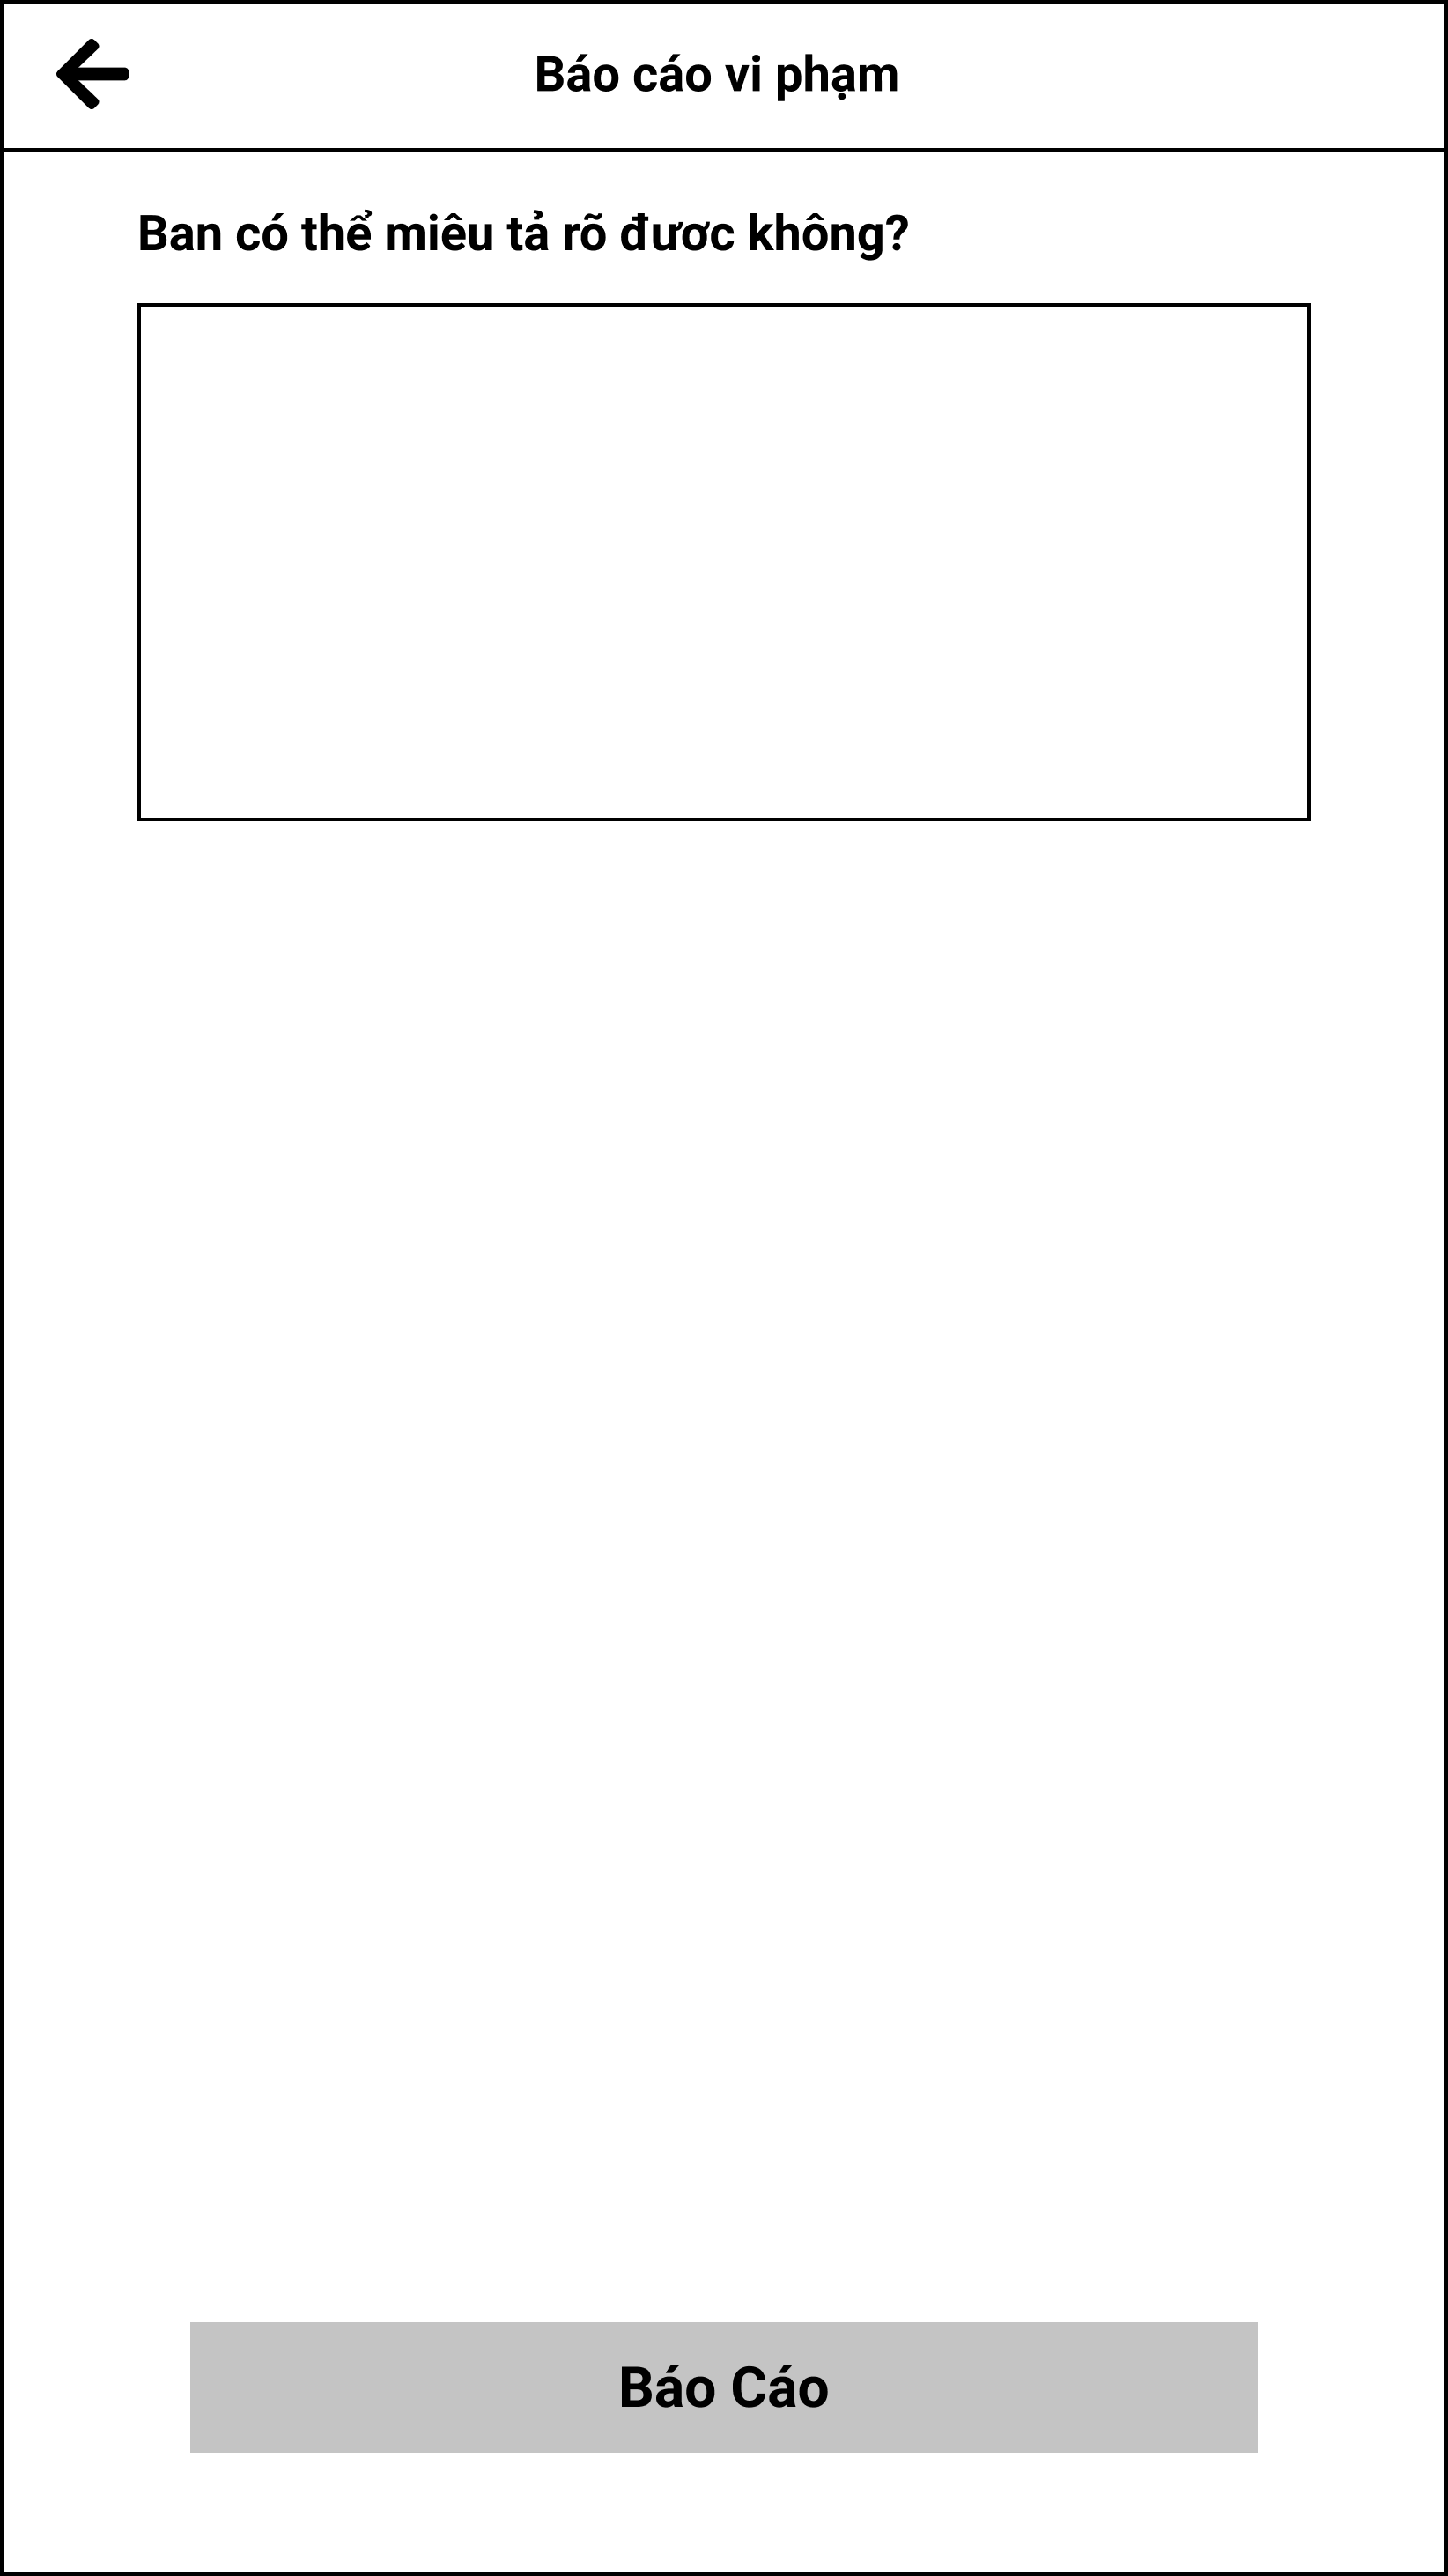 Báo cáo vi phạm
Ban có thể miêu tả rõ đươc không?
Báo Cáo